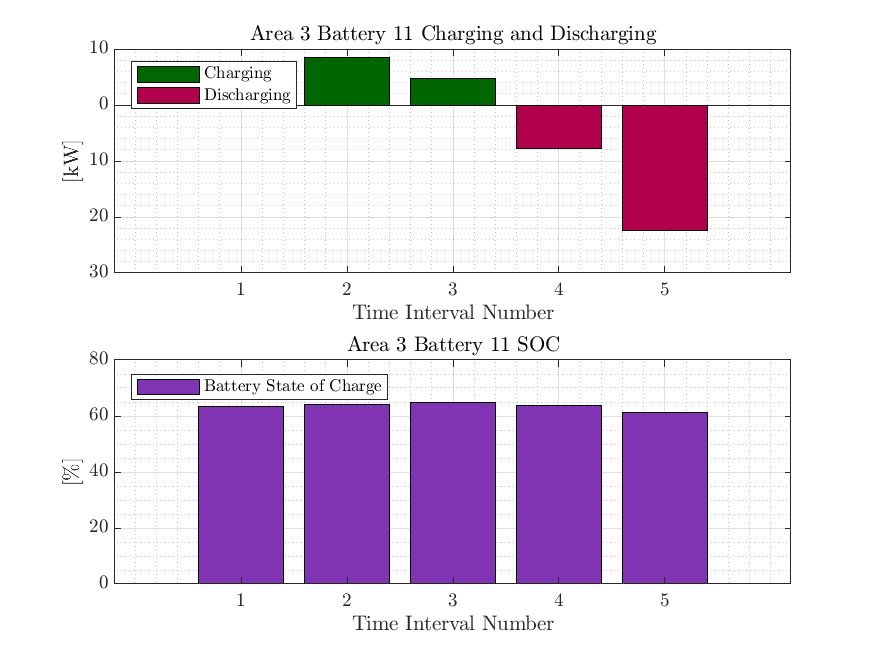 Area 3 Battery 11 Charging and Discharging
10
0
10
20
30
[kW]
Charging
Discharging
1 2 3 4 5
Time Interval Number
Area 3 Battery 11 SOC
80
60
40
20
0
[%]
Battery State of Charge
1 2 3 4 5
Time Interval Number